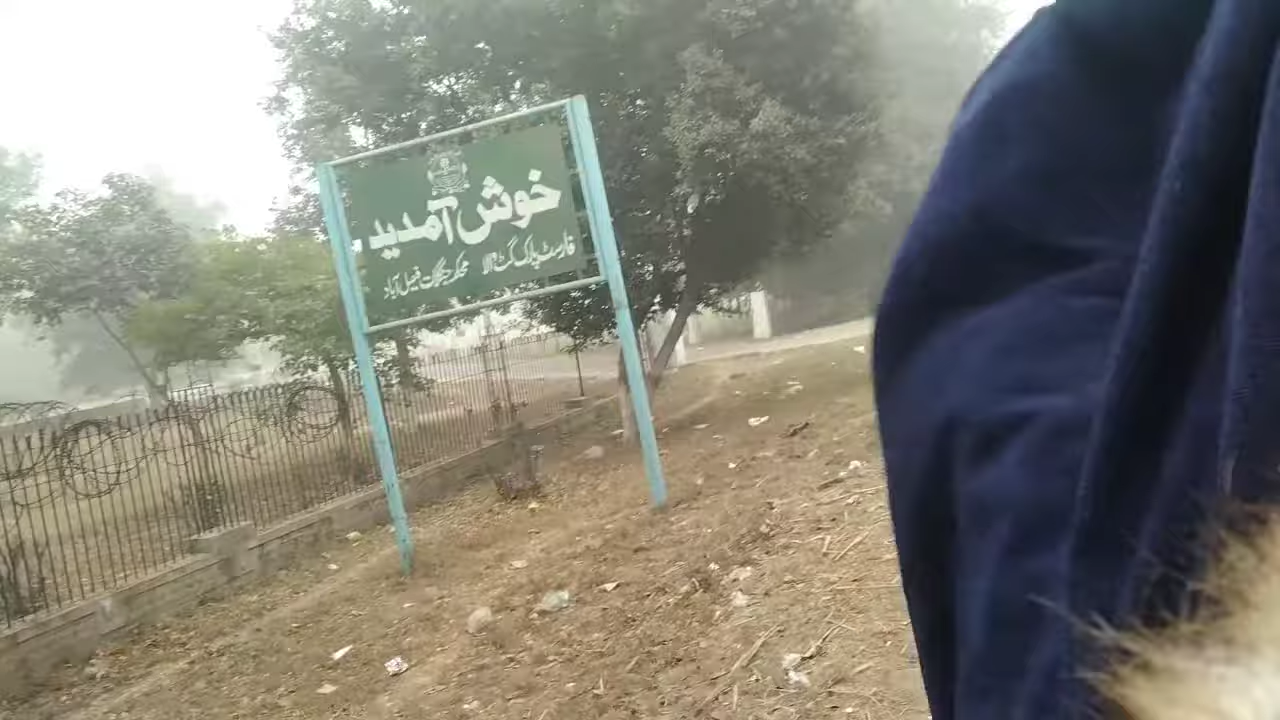 خوش آمدید
فارسٹ پارک گٹ والا محکمہ جنگلات فیصل آباد